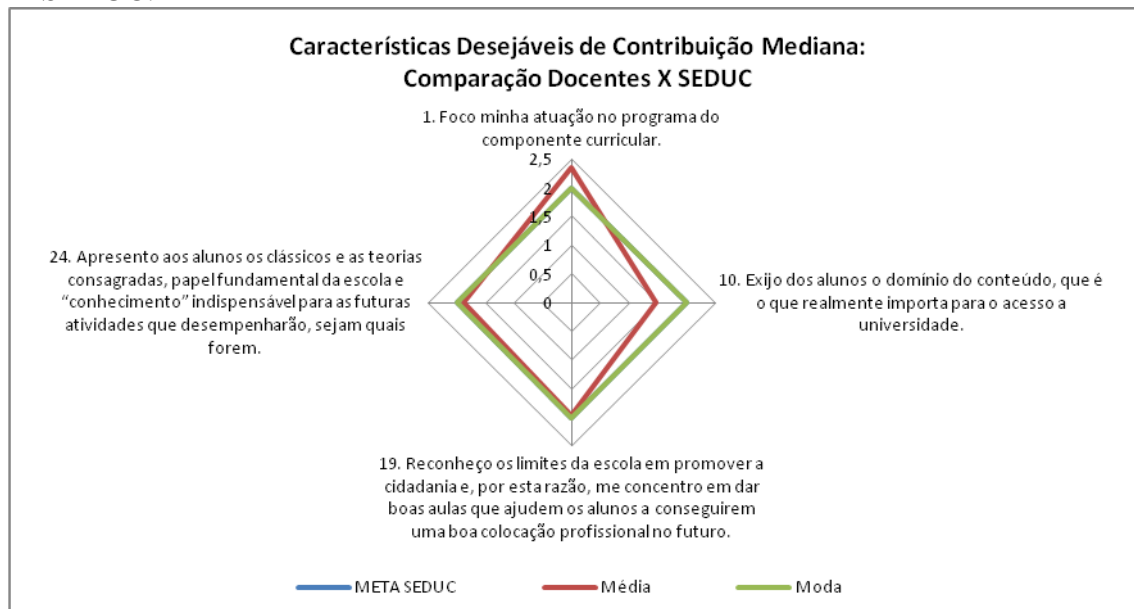 Características Desejáveis de Contribuição Mediana:
Comparação Docentes X SEDUC
1. Foco minha atuação no programa do
componente curricular.
2,5
2
1,5
1
0,5
0
24. Apresento aos alunos os clássicos e as teorias
consagradas, papel fundamental da escola e
“conhecimento” indispensável para as futuras
atividades que desempenharão, sejam quais
forem.
10. Exijo dos alunos o domínio do conteúdo, que é
o que realmente importa para o acesso a
universidade.
19. Reconheço os limites da escola em promover a
cidadania e, por esta razão, me concentro em dar
boas aulas que ajudem os alunos a conseguirem
uma boa colocação profissional no futuro.
META SEDUC Média Moda